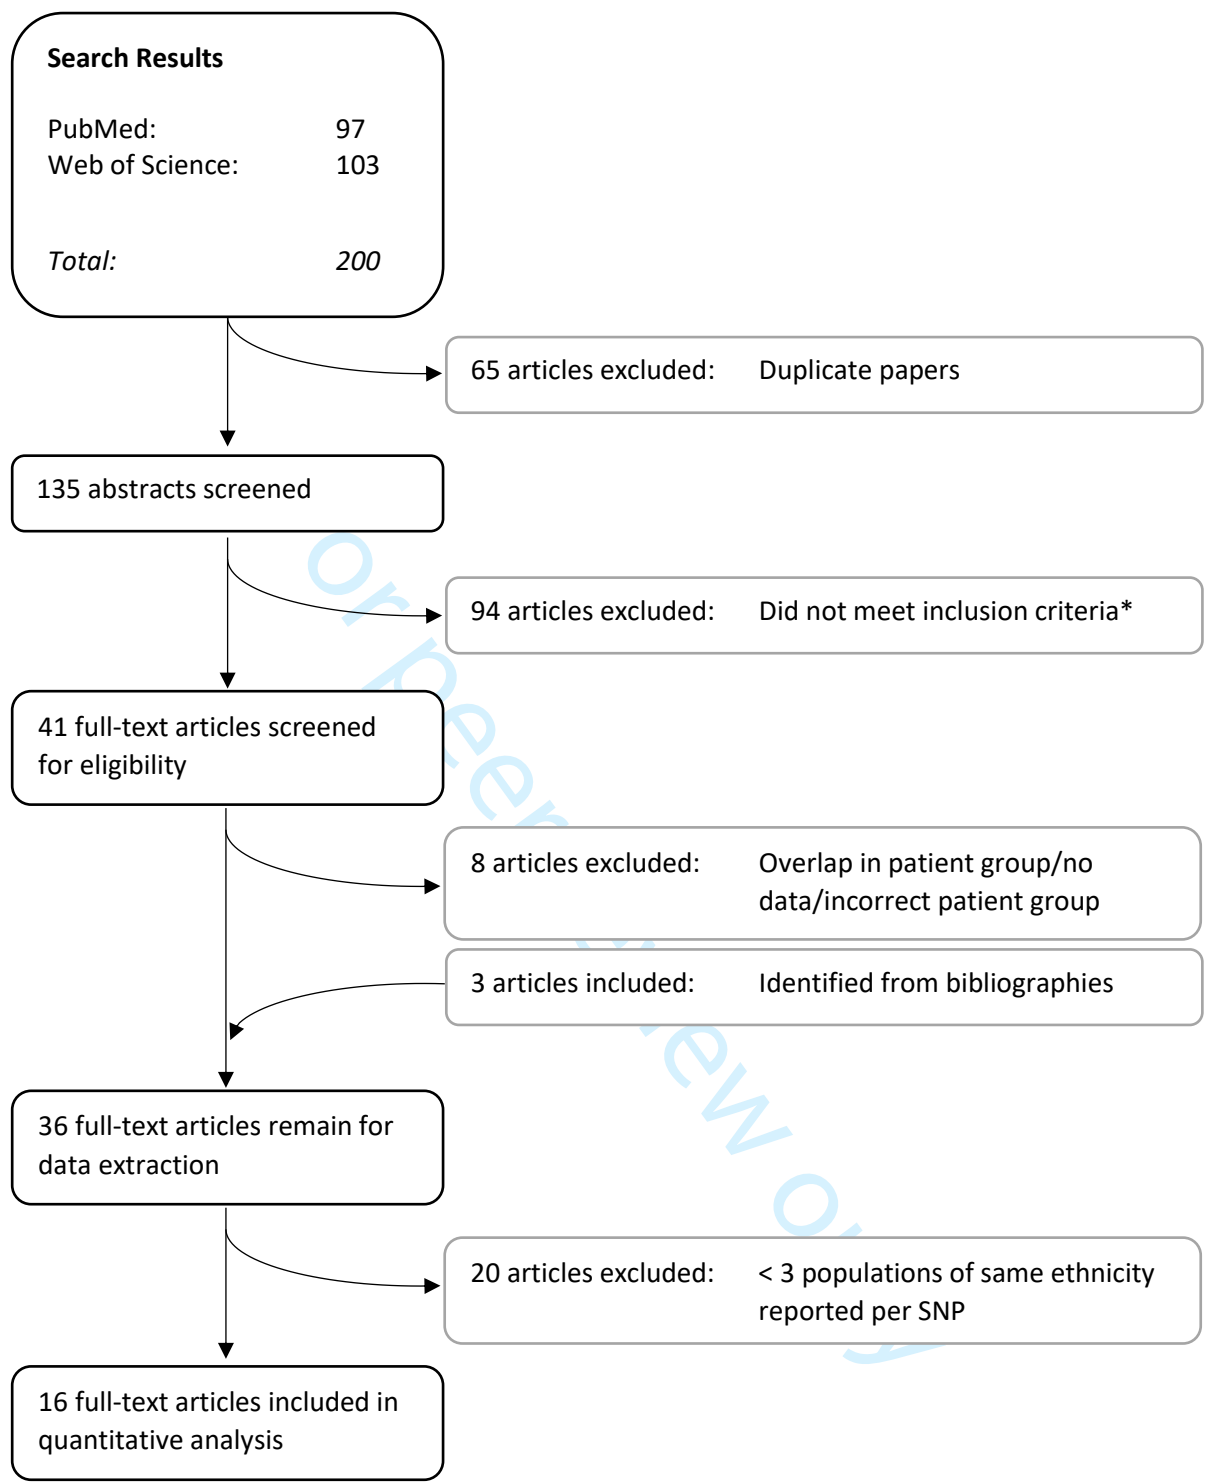 Search Results
PubMed: 97
Web of Science: 103
Total: 200
65 articles excluded: Duplicate papers
135 abstracts screened
94 articles excluded: Did not meet inclusion criteria*
41 full-text articles screened
for eligibility
8 articles excluded: Overlap in patient group/no
data/incorrect patient group
3 articles included: Identified from bibliographies
36 full-text articles remain for
data extraction
20 articles excluded: < 3 populations of same ethnicity
reported per SNP
16 full-text articles included in
quantitative analysis
or peer